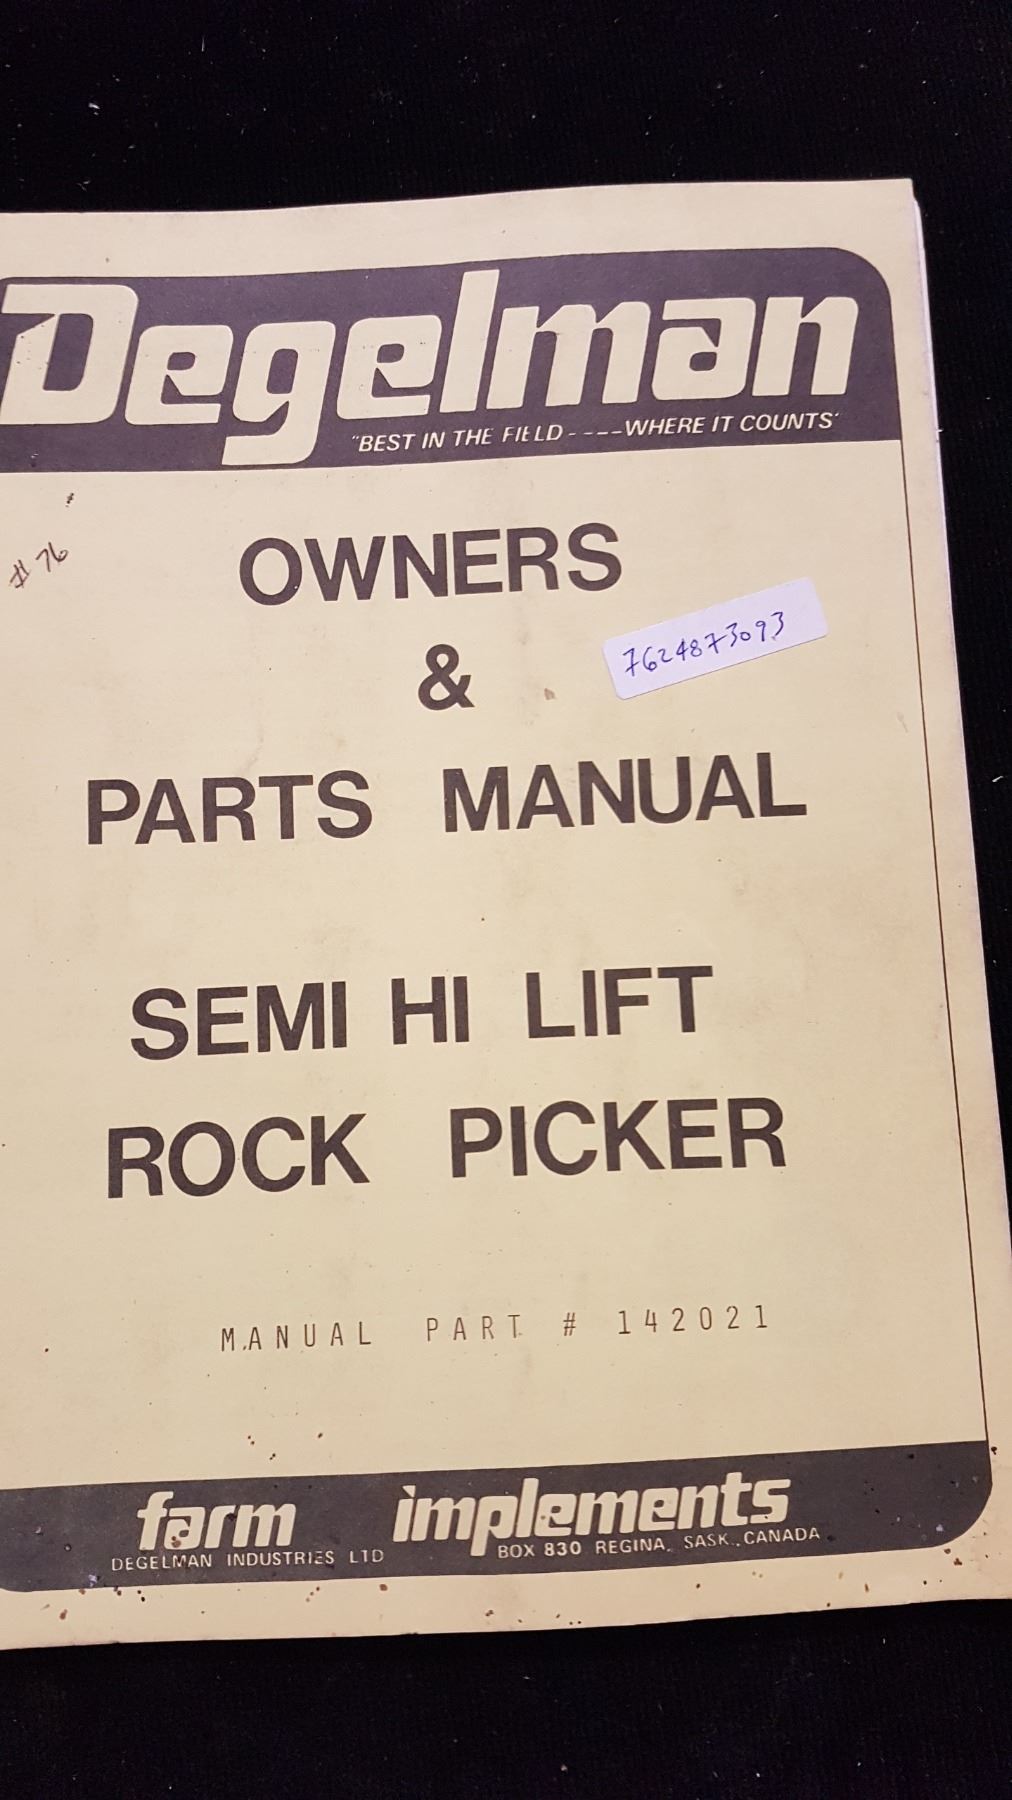 Degelman
"BEST IN THE FIELD ----WHERE IT COUNTS"
# 76
OWNERS
7624873093
&
PARTS MANUAL
SEMI HI LIFT
ROCK PICKER
MANUAL PART # 142021
farm implements
DEGELMAN INDUSTRIES LTD
BOX 830 REGINA, SASK., CANADA